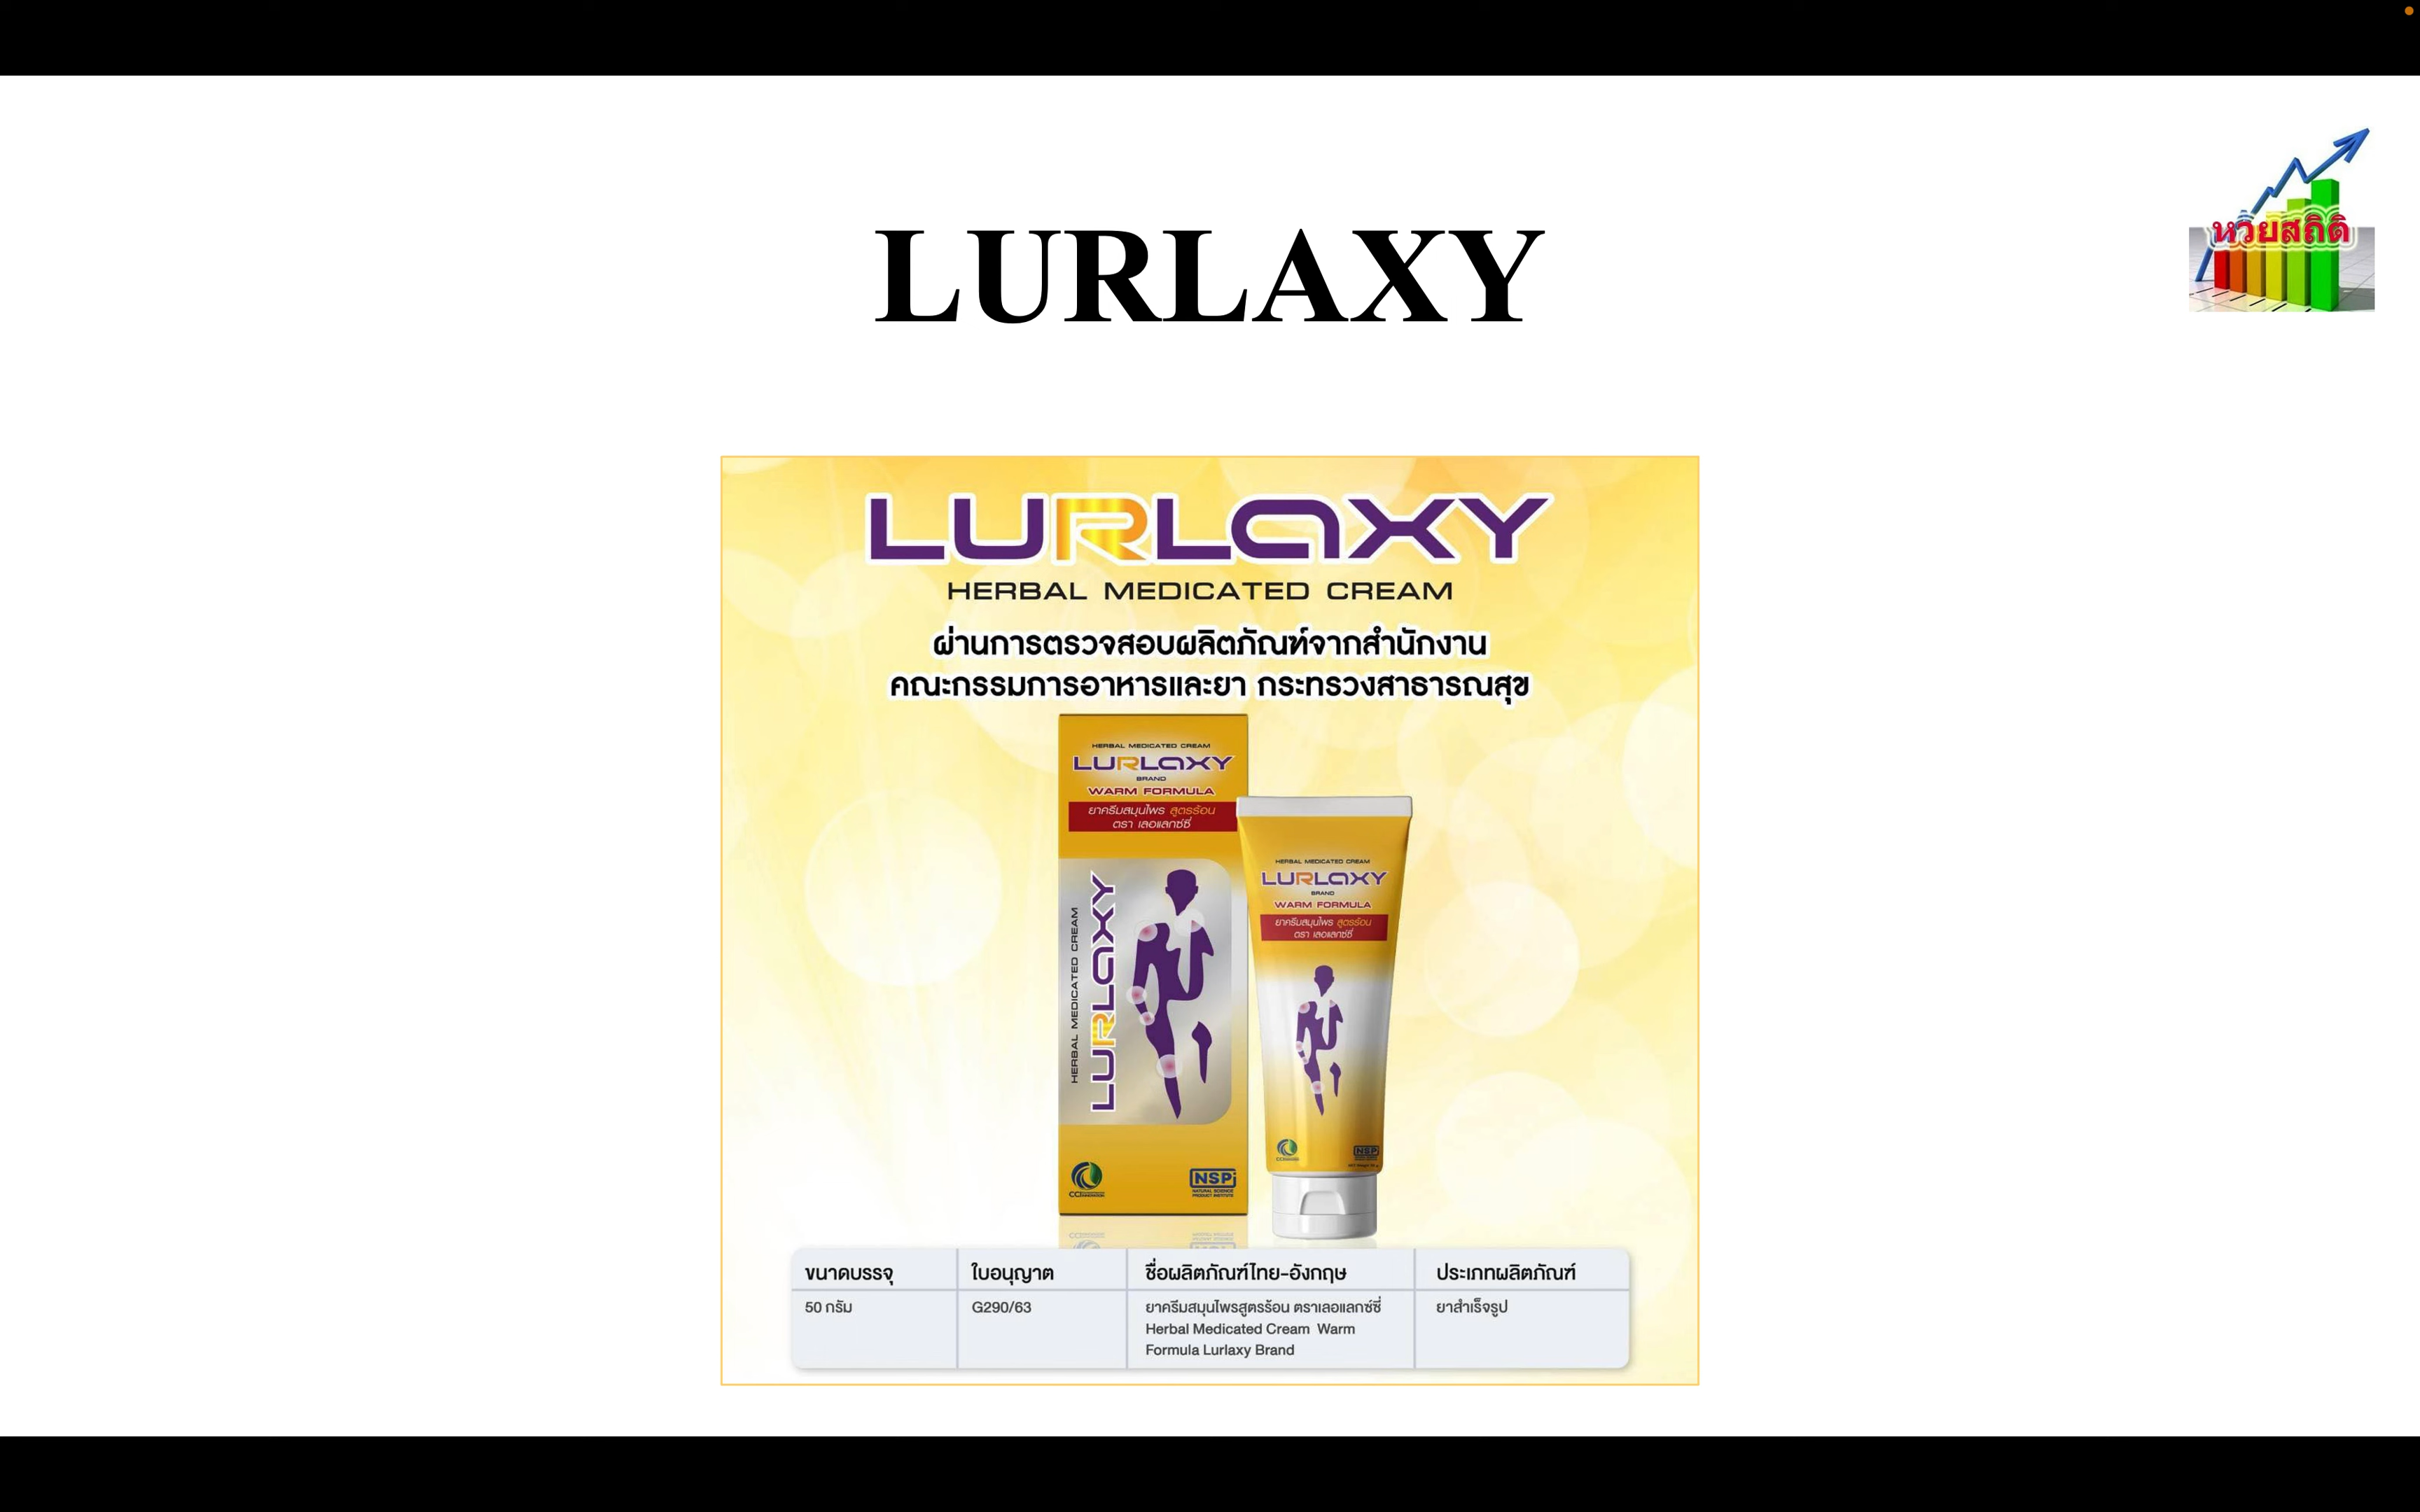 LURLAXY
หวยสถิติ
LURLAXY
HERBAL MEDICATED CREAM
ผ่านการตรวจสอบผลิตภัณฑ์จากสำนักงาน
คณะกรรมการอาหารและยา กระทรวงสาธารณสุข
HERBAL MEDICATED CREAM
LURLAXY
BRAND
WARM FORMULA
ยาครีมสมุนไพร สูตรร้อน
ตรา เลอแลกซ์ซี่
HERBAL MEDICATED CREAM
LURLAXY
NSPi
NATURAL SCIENCE
PRODUCT INSTITUTE
HERBAL MEDICATED CREAM
LURLAXY
BRAND
WARM FORMULA
ยาครีมสมุนไพร สูตรร้อน
ตรา เลอแลกซ์ซี่
NSPi
ขนาดบรรจุ ใบอนุญาต ชื่อผลิตภัณฑ์ไทย-อังกฤษ ประเภทผลิตภัณฑ์
50 กรัม G290/63 ยาครีมสมุนไพรสูตรร้อน ตราเลอแลกซ์ซี่ ยาสำเร็จรูป
Herbal Medicated Cream Warm
Formula Lurlaxy Brand